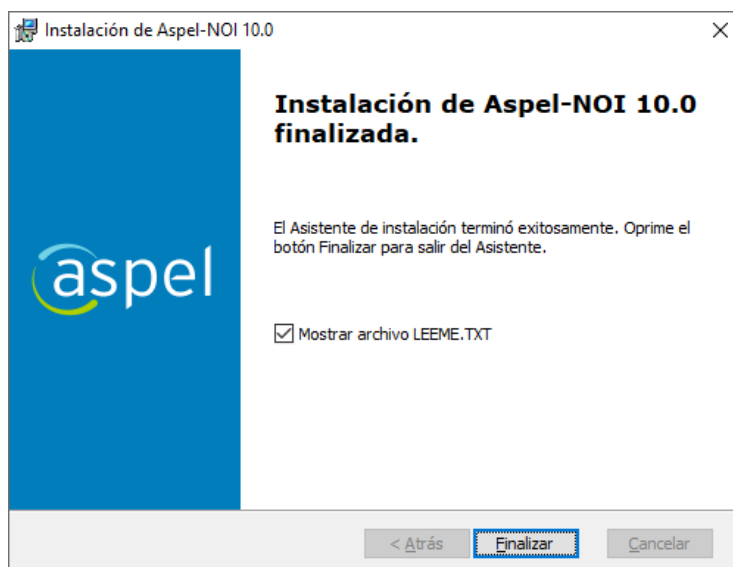 Instalación de Aspel-NOI 10.0
Instalación de Aspel-NOI 10.0
finalizada.
El Asistente de instalación terminó exitosamente. Oprime el
botón Finalizar para salir del Asistente.
aspel
Mostrar archivo LEEME.TXT
< Atrás
Finalizar
Cancelar